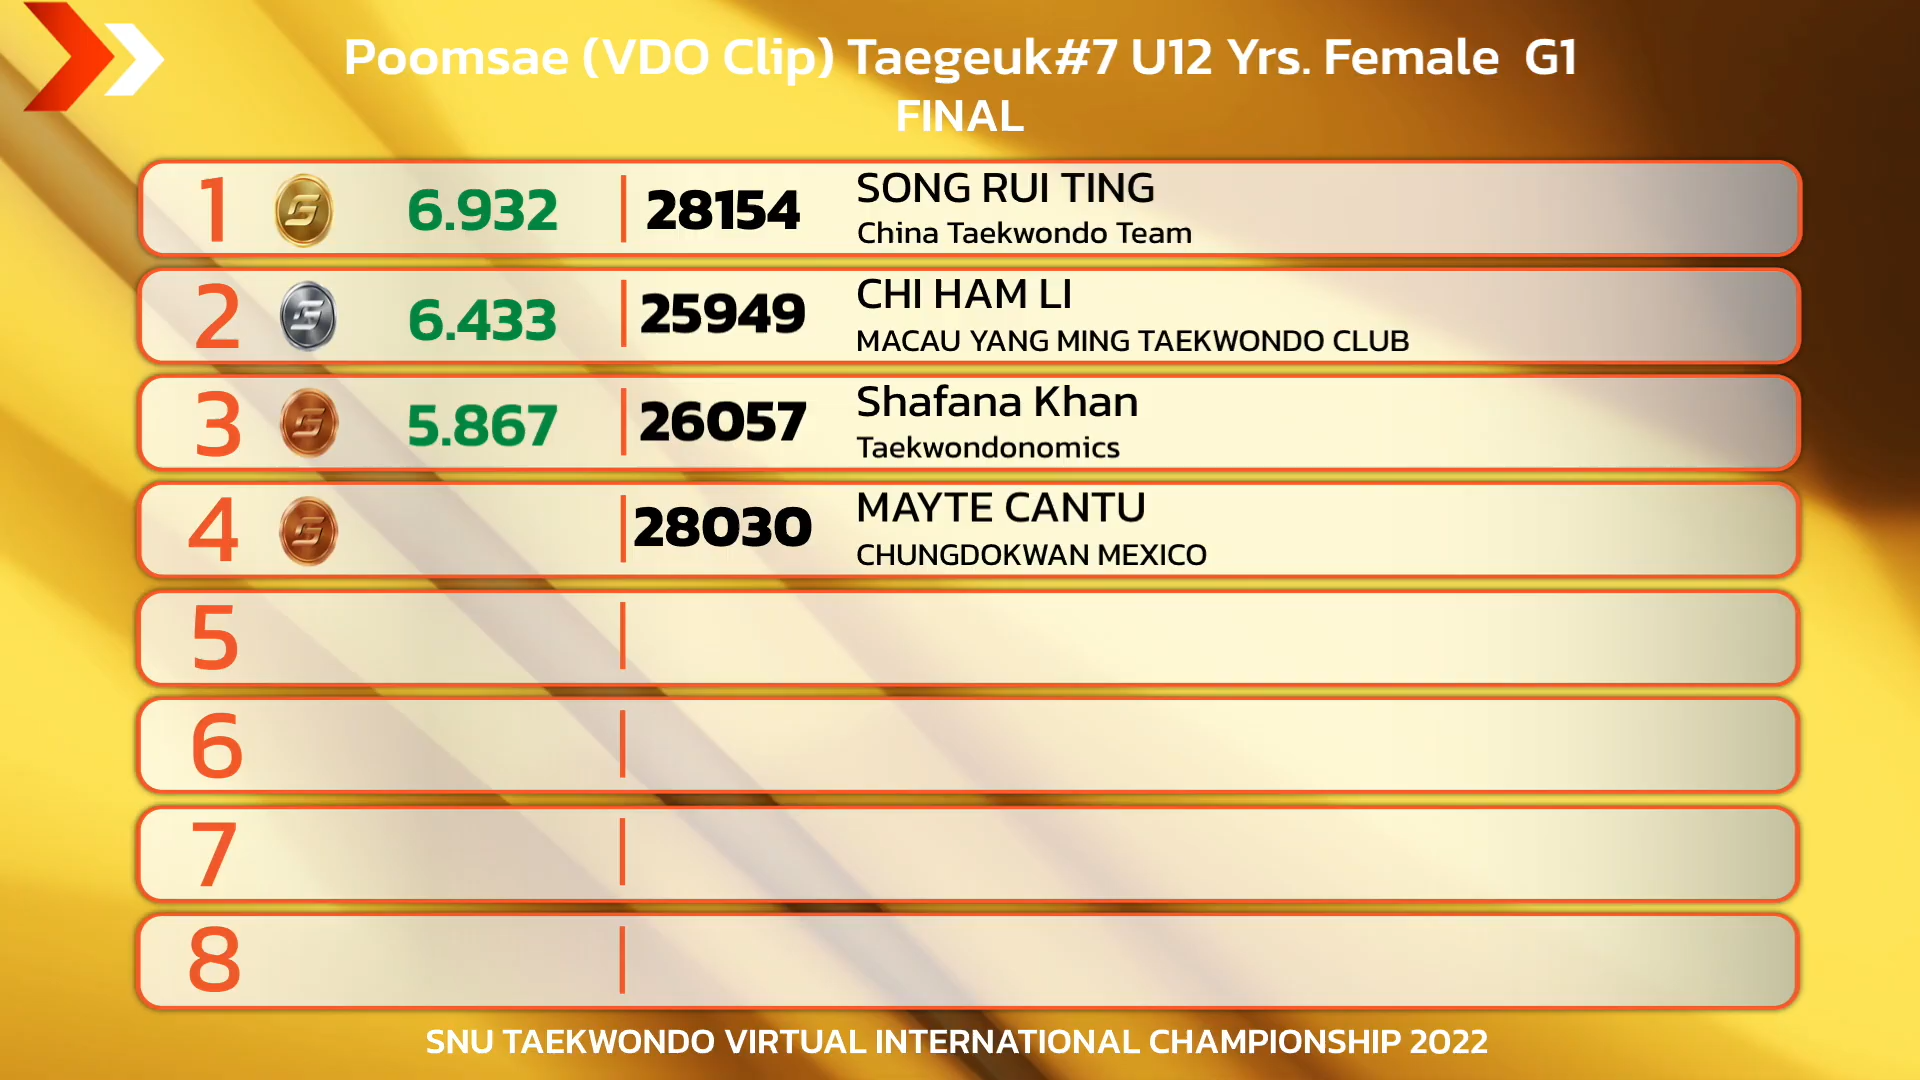 Poomsae (VDO Clip) Taegeuk#7 U12 Yrs. Female G1
FINAL
1 6.932 28154 SONG RUI TING
China Taekwondo Team
2 6.433 25949 CHI HAM LI
MACAU YANG MING TAEKWONDO CLUB
3 5.867 26057 Shafana Khan
Taekwondonomics
4 28030 MAYTE CANTU
CHUNGDOKWAN MEXICO
5
6
7
8
SNU TAEKWONDO VIRTUAL INTERNATIONAL CHAMPIONSHIP 2022